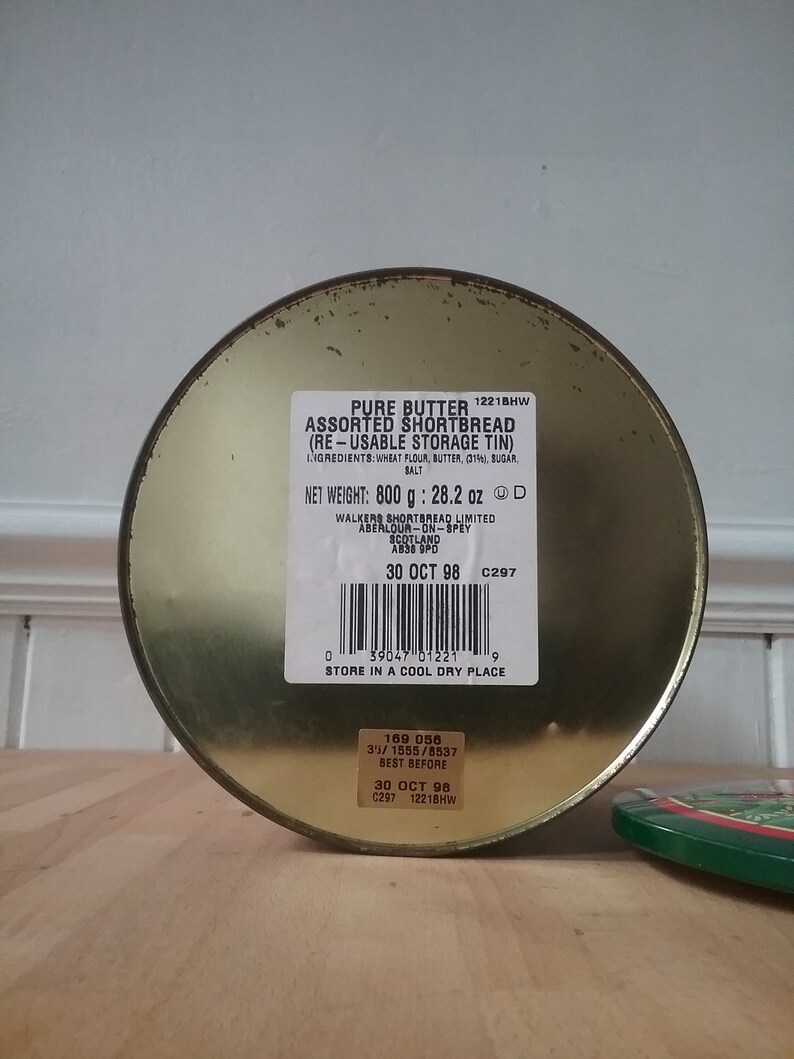 PURE BUTTER 1221BHW
ASSORTED SHORTBREAD
(RE-USABLE STORAGE TIN)
INGREDIENTS: WHEAT FLOUR, BUTTER, (31%), SUGAR,
SALT
NET WEIGHT: 800 g : 28.2 oz Ⓤ D
WALKERS SHORTBREAD LIMITED
ABERLOUR-ON-SPEY
SCOTLAND
AB38 9PD
30 OCT 98 C297
0 39047 01221 9
STORE IN A COOL DRY PLACE
169 056
/1555/8537
BEST BEFORE
30 OCT 98
C297 1221BHW